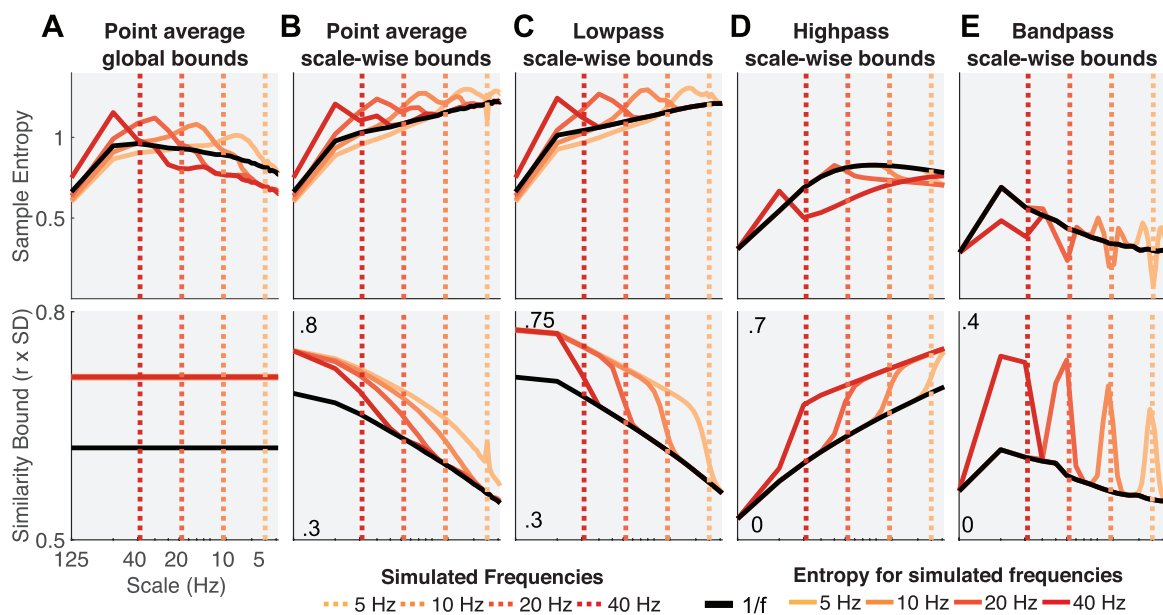 A
Point average
global bounds
B
Point average
scale-wise bounds
C
Lowpass
scale-wise bounds
D
Highpass
scale-wise bounds
E
Bandpass
scale-wise bounds
Sample Entropy
1
0.5
Similarity Bound (r x SD)
0.8
0.5
.8
.3
.75
.3
.7
0
.4
0
125 40 20 10 5
Scale (Hz)
Simulated Frequencies
5 Hz 10 Hz 20 Hz 40 Hz
Entropy for simulated frequencies
1/f 5 Hz 10 Hz 20 Hz 40 Hz